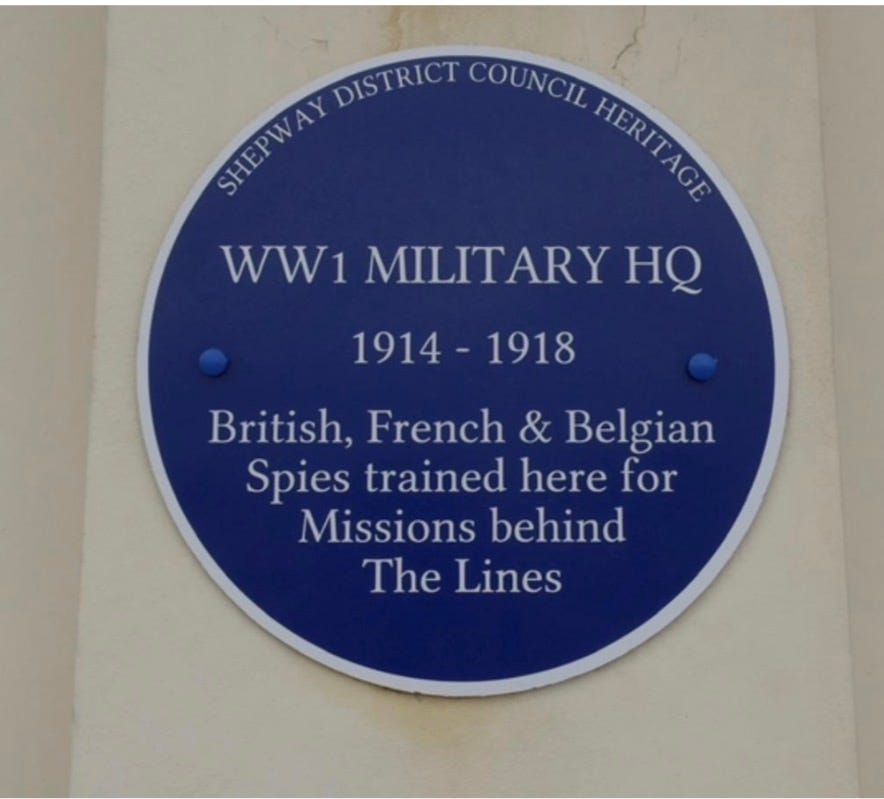 SHEPWAY DISTRICT COUNCIL HERITAGE
WW1 MILITARY HQ
1914 - 1918
British, French & Belgian
Spies trained here for
Missions behind
The Lines